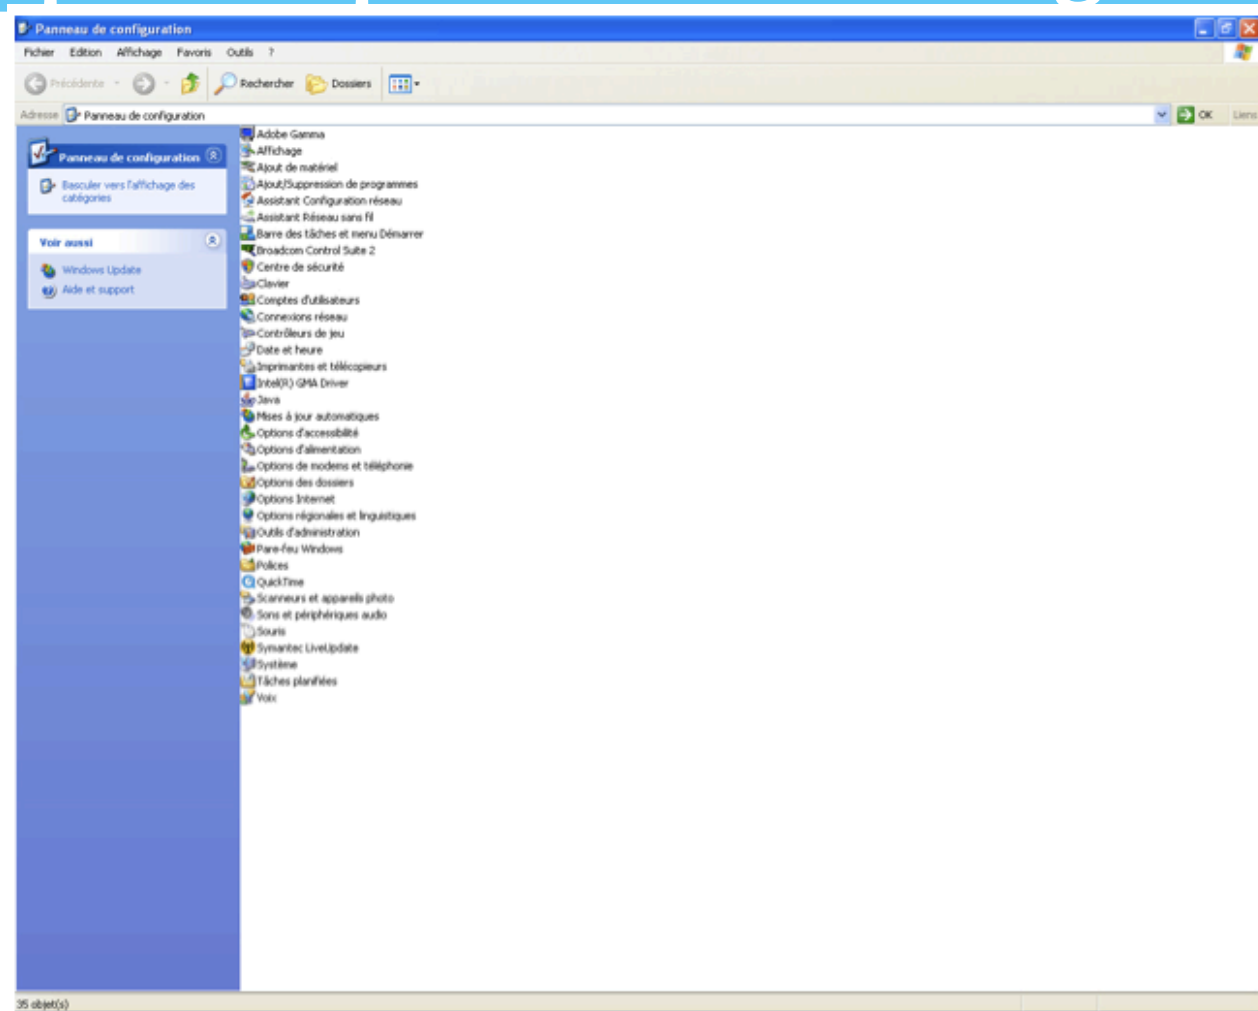 Panneau de configuration
Fichier Edition Affichage Favoris Outils ?
Précédente Rechercher Dossiers
Adresse Panneau de configuration OK Liens
Panneau de configuration
Basculer vers l'affichage des
catégories
Voir aussi
Windows Update
Aide et support
Adobe Gamma
Affichage
Ajout de matériel
Ajout/Suppression de programmes
Assistant Configuration réseau
Assistant Réseau sans fil
Barre des tâches et menu Démarrer
Broadcom Control Suite 2
Centre de sécurité
Clavier
Comptes d'utilisateurs
Connexions réseau
Contrôleurs de jeu
Date et heure
Imprimantes et télécopieurs
Intel(R) GMA Driver
Java
Mises à jour automatiques
Options d'accessibilité
Options d'alimentation
Options de modems et téléphonie
Options des dossiers
Options Internet
Options régionales et linguistiques
Outils d'administration
Pare-feu Windows
Polices
QuickTime
Scanneurs et appareils photo
Sons et périphériques audio
Souris
Symantec LiveUpdate
Système
Tâches planifiées
Voix
35 objet(s)